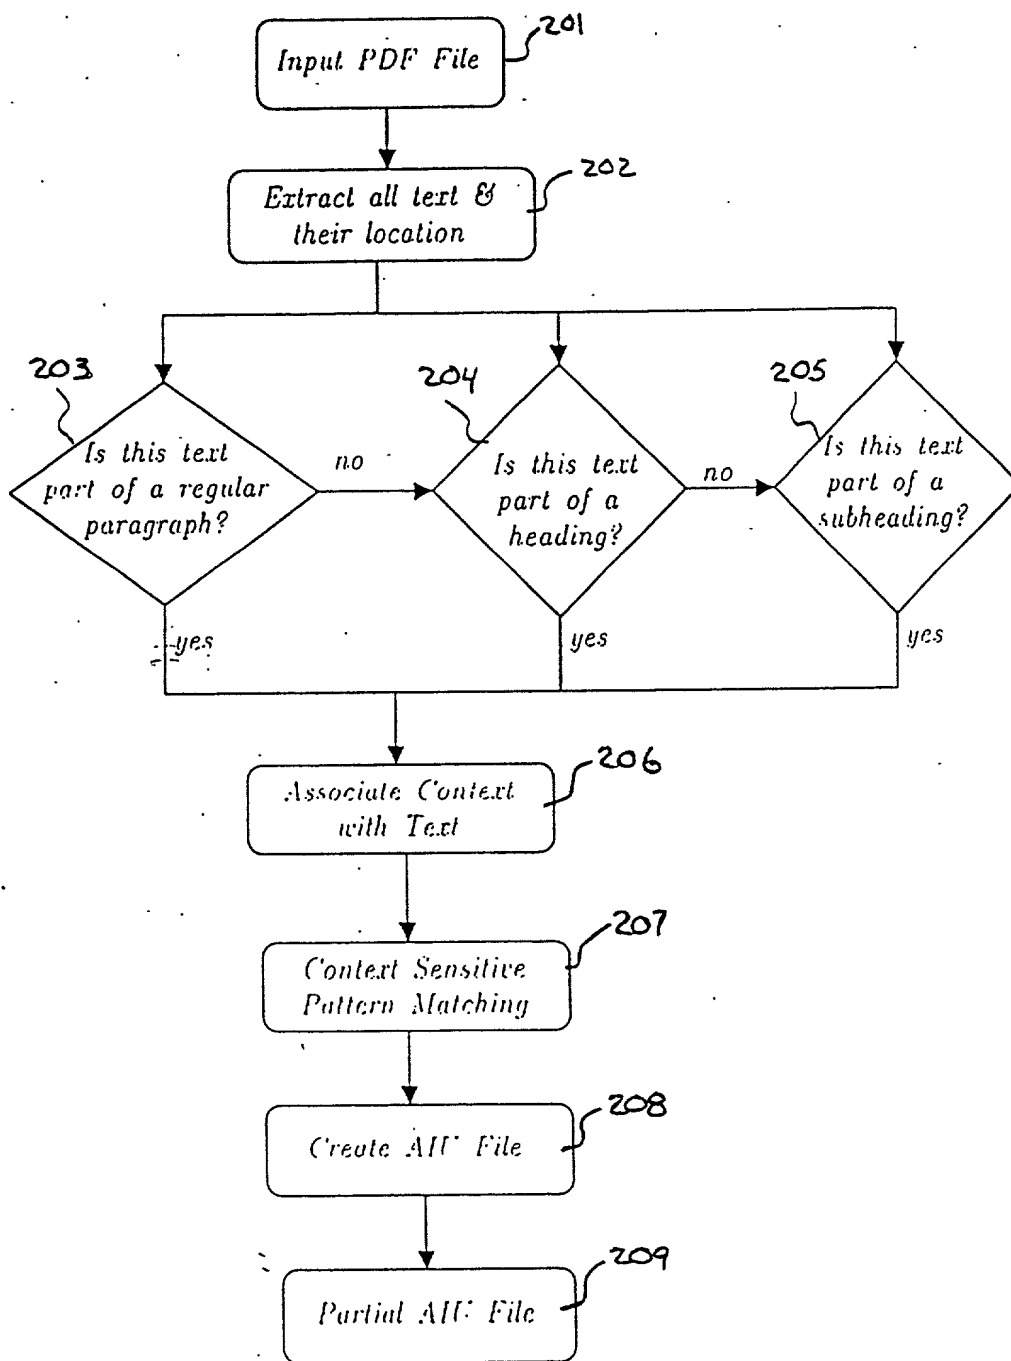 201
Input PDF File
202
Extract all text &
their location
203
204
205
Is this text
part of a regular
paragraph?
no
Is this text
part of a
heading?
no
Is this text
part of a
subheading?
yes
yes
yes
206
Associate Context
with Text
207
Context Sensitive
Pattern Matching
208
Create File
209
Partial File